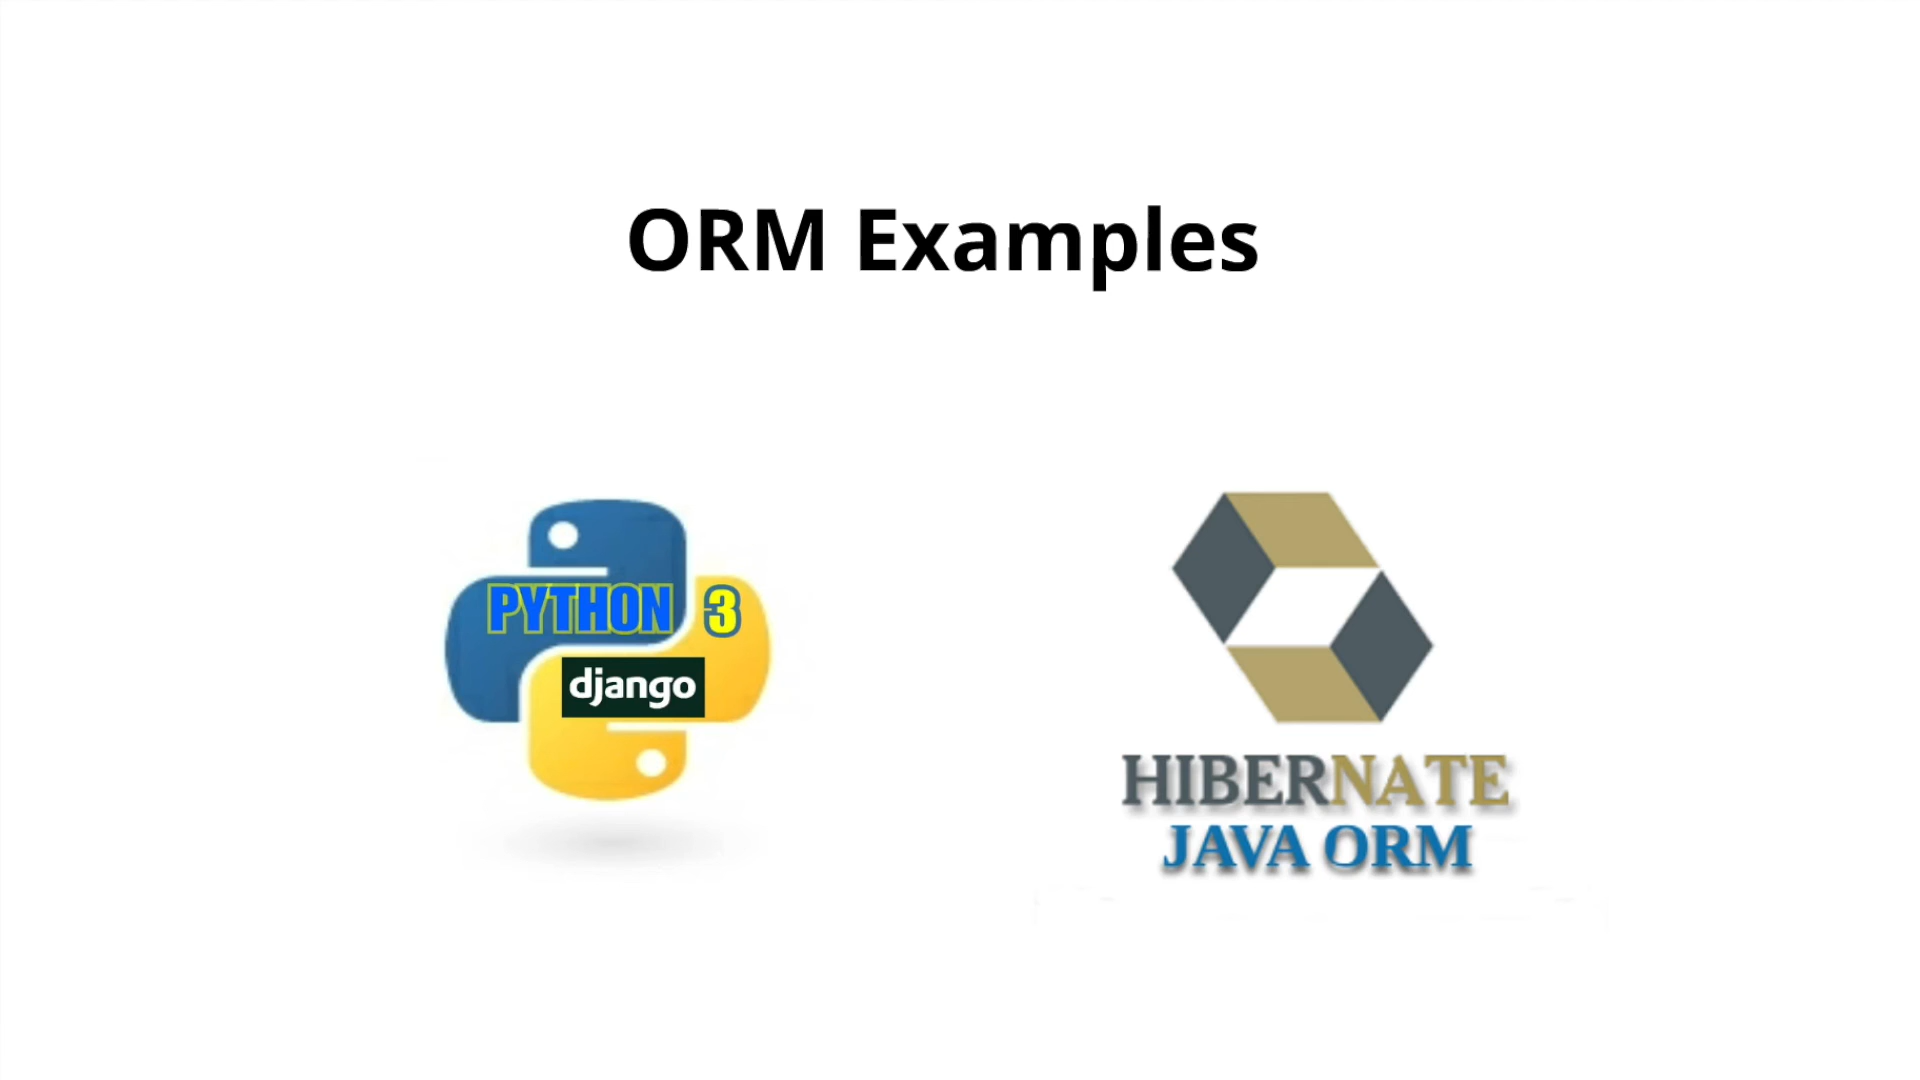 ORM Examples
PYTHON 3
django
HIBERNATE
JAVA ORM